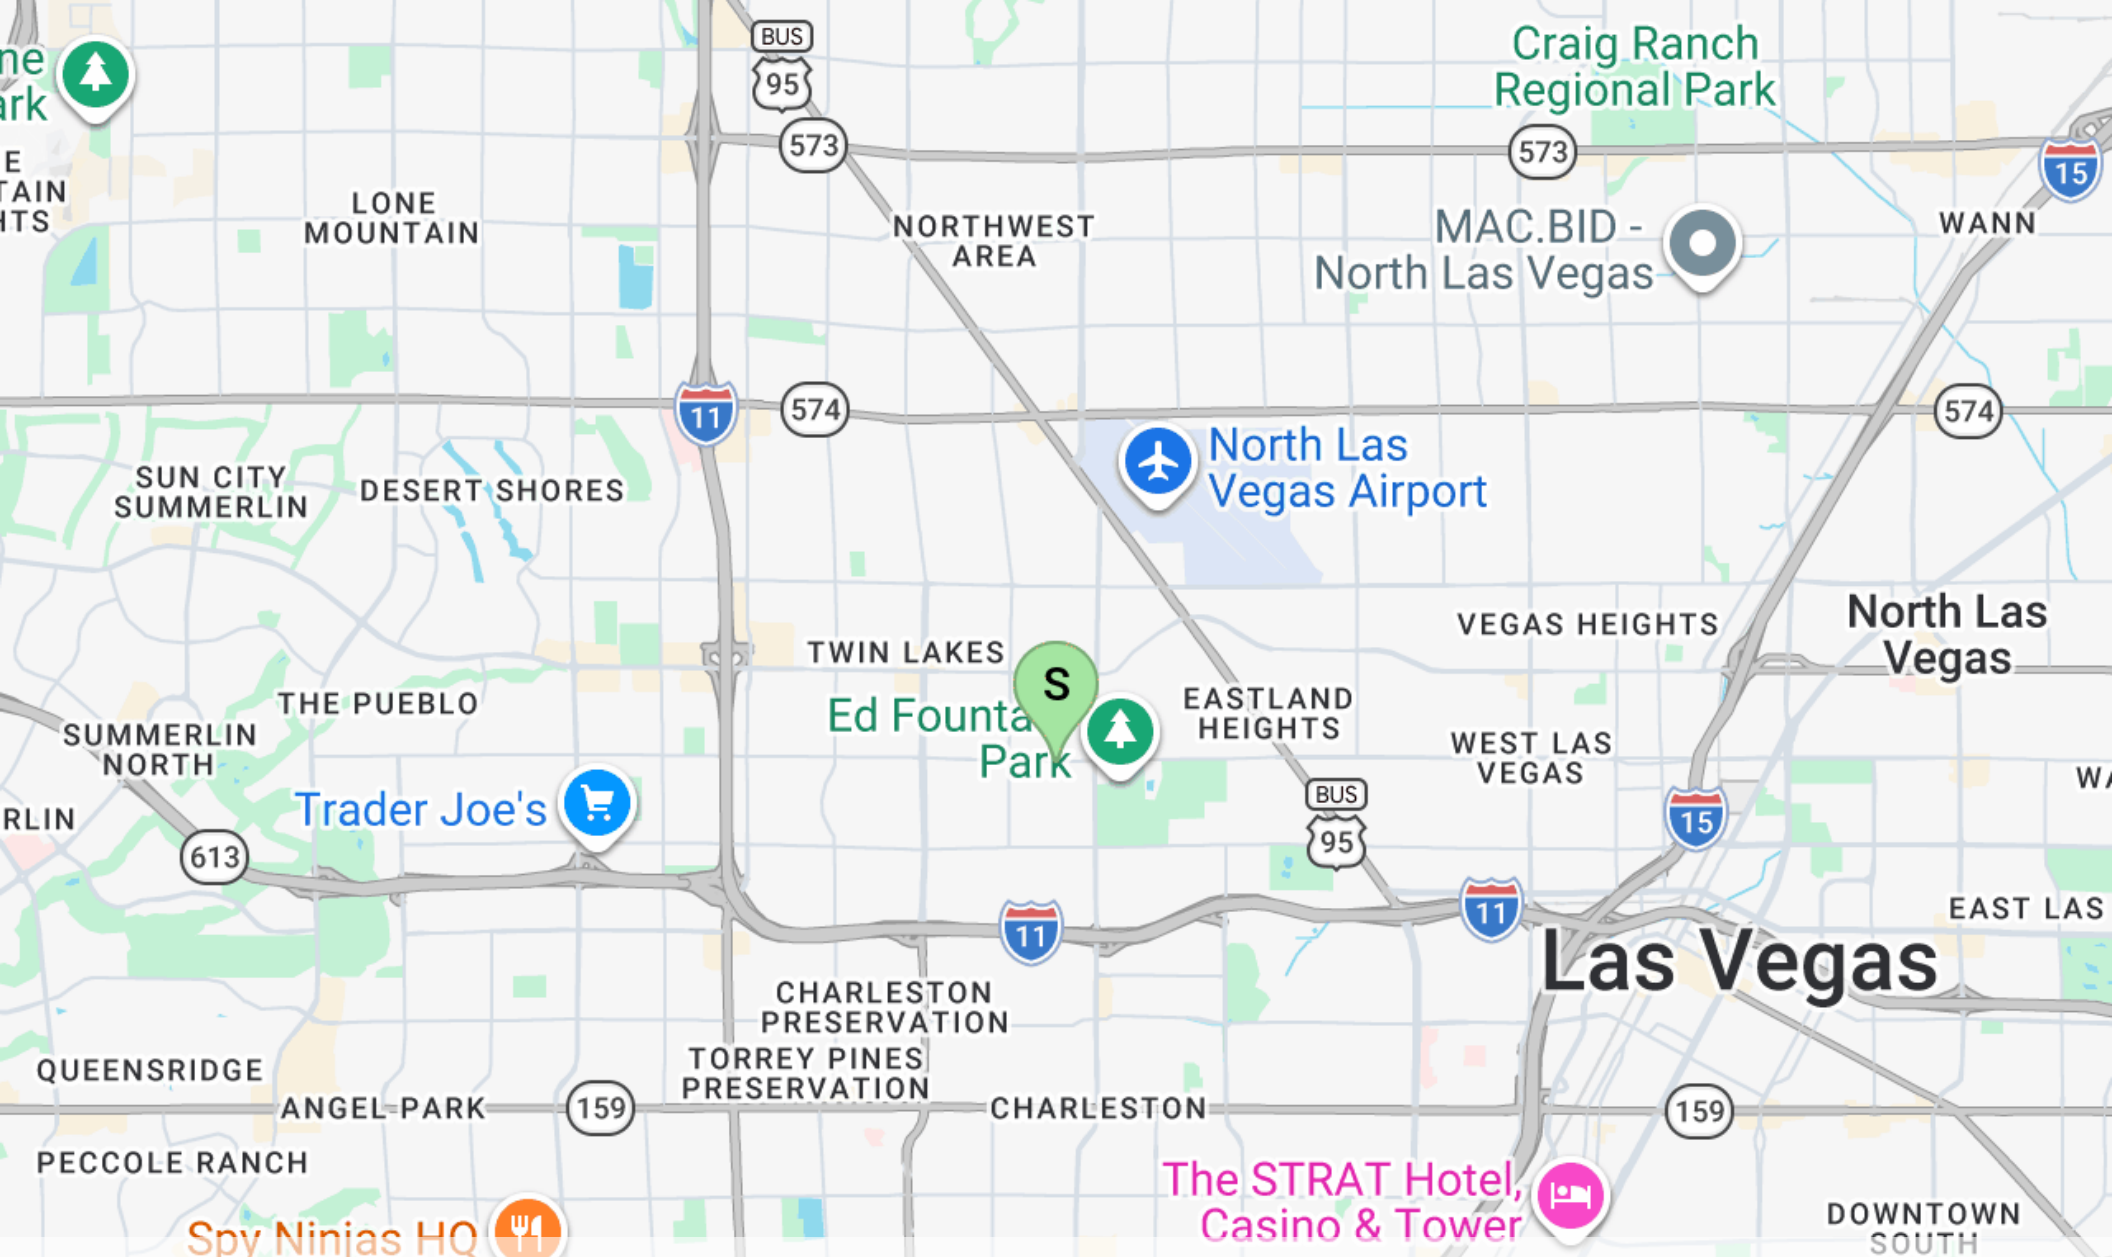 BUS
95
Craig Ranch
Regional Park
573
573
15
LONE
MOUNTAIN
NORTHWEST
AREA
MAC.BID -
North Las Vegas
WANN
11
574
574
North Las
Vegas Airport
SUN CITY
SUMMERLIN
DESERT SHORES
TWIN LAKES
VEGAS HEIGHTS
North Las
Vegas
S
THE PUEBLO
Ed Founta
Park
EASTLAND
HEIGHTS
SUMMERLIN
NORTH
WEST LAS
VEGAS
Trader Joe's
BUS
95
15
RLIN
613
11
11
EAST LAS
Las Vegas
CHARLESTON
PRESERVATION
TORREY PINES
PRESERVATION
QUEENSRIDGE
ANGEL PARK
159
CHARLESTON
159
PECCOLE RANCH
The STRAT Hotel,
Casino & Tower
Spy Ninjas HQ
DOWNTOWN
SOUTH